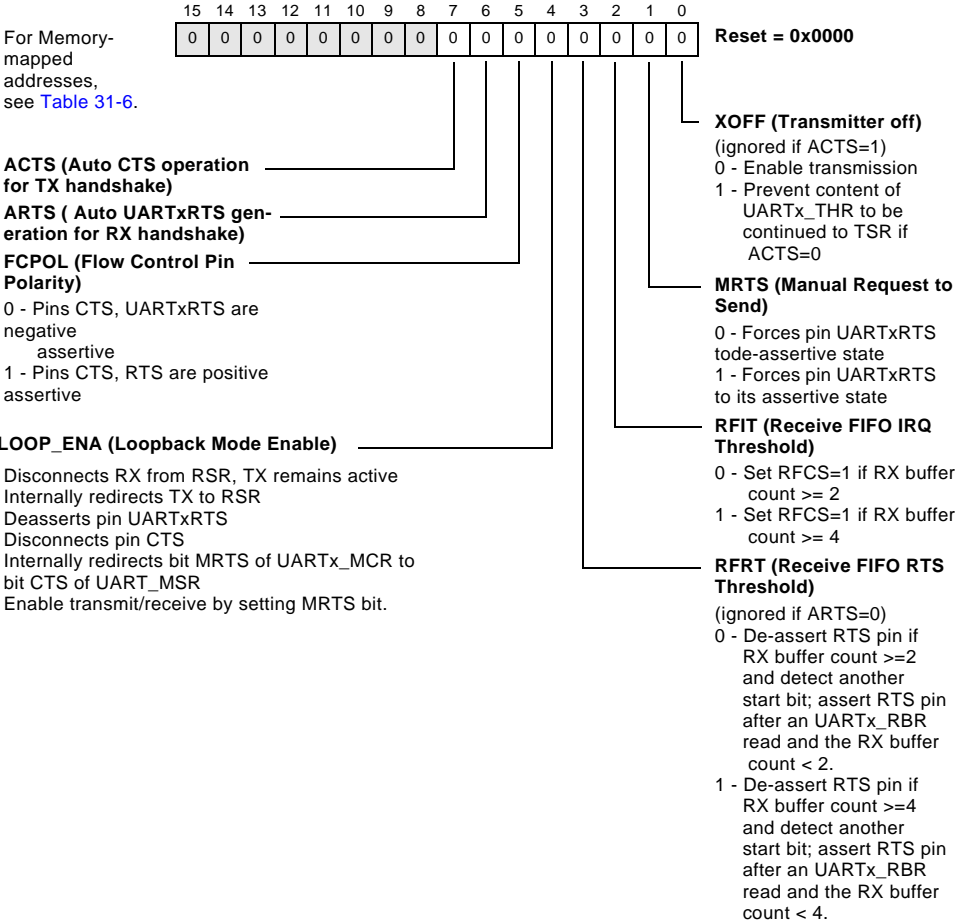 15 14 13 12 11 10 9 8 7 6 5 4 3 2 1 0
0 0 0 0 0 0 0 0 0 0 0 0 0 0 0 0
Reset = 0x0000
For Memory-
mapped
addresses,
see Table 31-6.
ACTS (Auto CTS operation
for TX handshake)
ARTS ( Auto UARTxRTS gen-
eration for RX handshake)
FCPOL (Flow Control Pin
Polarity)
0 - Pins CTS, UARTxRTS are
negative
assertive
1 - Pins CTS, RTS are positive
assertive
LOOP_ENA (Loopback Mode Enable)
Disconnects RX from RSR, TX remains active
Internally redirects TX to RSR
Deasserts pin UARTxRTS
Disconnects pin CTS
Internally redirects bit MRTS of UARTx_MCR to
bit CTS of UART_MSR
Enable transmit/receive by setting MRTS bit.
XOFF (Transmitter off)
(ignored if ACTS=1)
0 - Enable transmission
1 - Prevent content of
UARTx_THR to be
continued to TSR if
ACTS=0
MRTS (Manual Request to
Send)
0 - Forces pin UARTxRTS
tode-assertive state
1 - Forces pin UARTxRTS
to its assertive state
RFIT (Receive FIFO IRQ
Threshold)
0 - Set RFCS=1 if RX buffer
count >= 2
1 - Set RFCS=1 if RX buffer
count >= 4
RFRT (Receive FIFO RTS
Threshold)
(ignored if ARTS=0)
0 - De-assert RTS pin if
RX buffer count >=2
and detect another
start bit; assert RTS pin
after an UARTx_RBR
read and the RX buffer
count < 2.
1 - De-assert RTS pin if
RX buffer count >=4
and detect another
start bit; assert RTS pin
after an UARTx_RBR
read and the RX buffer
count < 4.